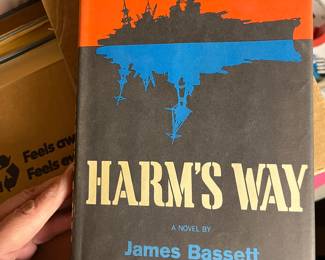 Feels aw
Feels aw
HARM'S WAY
A NOVEL BY
James Bassett